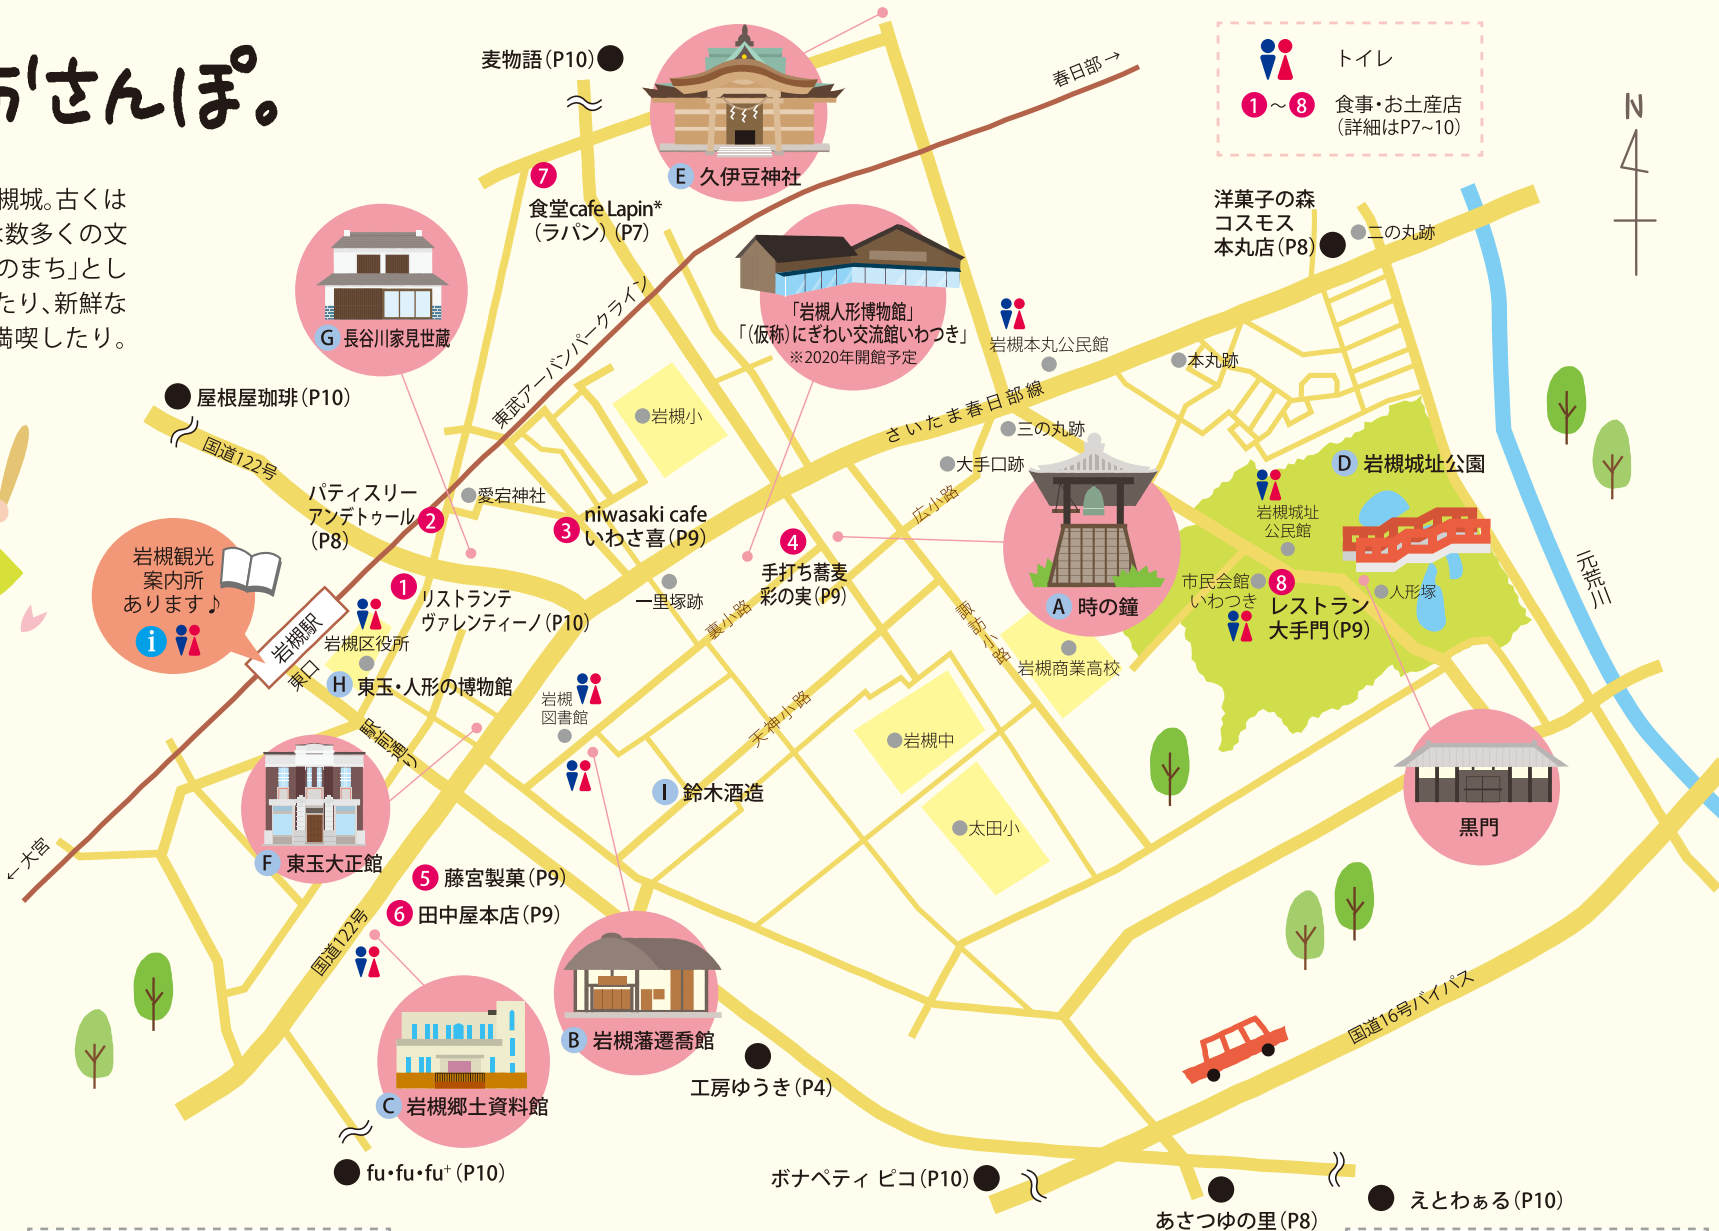 おさんぽ。
槻城。古くは
数多くの文
のまち」とし
たり、新鮮な
満喫したり。
麦物語(P10)
E 久伊豆神社
春日部→
トイレ
1～8 食事・お土産店
(詳細はP7~10)
N
7
食堂cafe Lapin*
(ラパン)(P7)
洋菓子の森
コスモス
本丸店(P8)
二の丸跡
G 長谷川家見世蔵
東武アーバンパークライン
「岩槻人形博物館」
「(仮称)にぎわい交流館いわつき」
※2020年開館予定
岩槻本丸公民館
本丸跡
屋根屋珈琲(P10)
国道122号
岩槻小
さいたま春日部線
三の丸跡
大手口跡
D 岩槻城址公園
パティスリー
アンデトゥール 2
(P8)
愛宕神社
3 niwasaki cafe
いわさ喜(P9)
4
手打ち蕎麦
彩の実(P9)
広小路
岩槻城址
公民館
元荒川
岩槻観光
案内所
あります♪
i
岩槻駅
東口
1 リストランテ
ヴァレンティーノ(P10)
岩槻区役所
一里塚跡
裏小路
諏訪小路
A 時の鐘
市民会館
いわつき
8 レストラン
大手門(P9)
人形塚
岩槻商業高校
H 東玉・人形の博物館
岩槻
図書館
天神小路
岩槻中
駅前通り
I 鈴木酒造
太田小
黒門
←大宮
F 東玉大正館
5 藤宮製菓(P9)
6 田中屋本店(P9)
国道122号
B 岩槻藩遷喬館
国道16号バイパス
C 岩槻郷土資料館
工房ゆうき(P4)
fu・fu・fu⁺(P10)
ボナペティ ピコ(P10)
あさつゆの里(P8)
えとわぁる(P10)